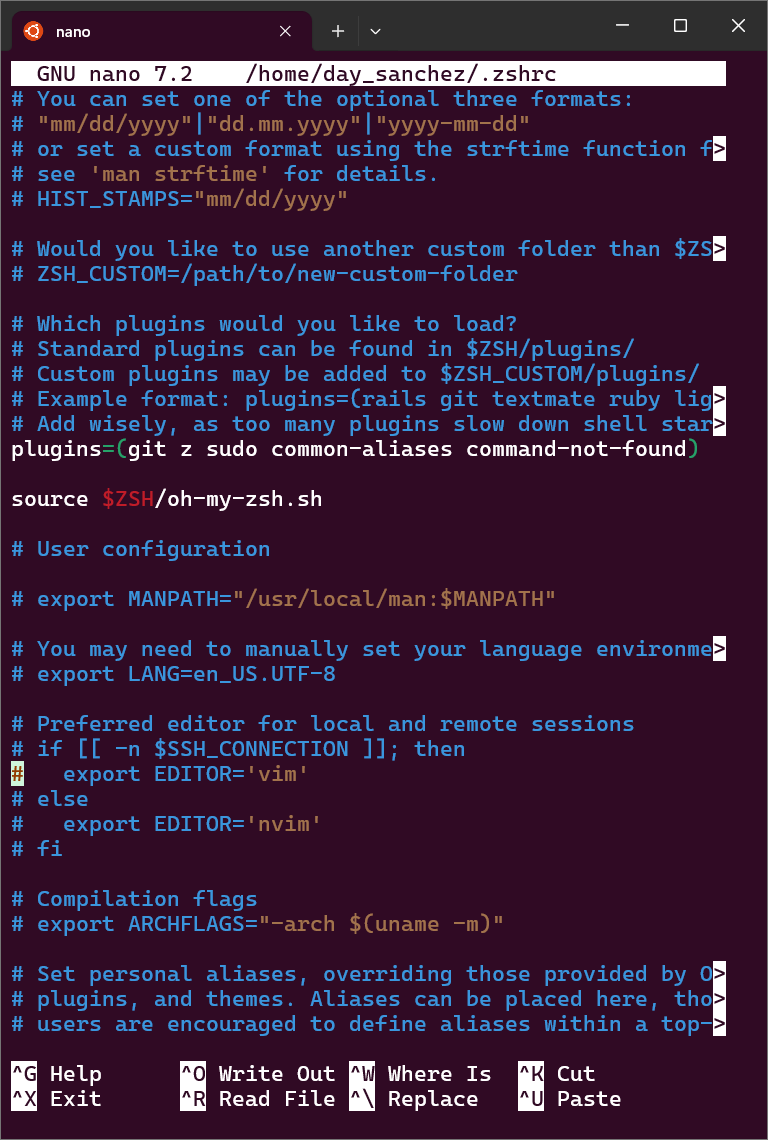 nano
GNU nano 7.2    /home/day_sanchez/.zshrc
# You can set one of the optional three formats:
# "mm/dd/yyyy"|"dd.mm.yyyy"|"yyyy-mm-dd"
# or set a custom format using the strftime function f>
# see 'man strftime' for details.
# HIST_STAMPS="mm/dd/yyyy"
# Would you like to use another custom folder than $ZS>
# ZSH_CUSTOM=/path/to/new-custom-folder
# Which plugins would you like to load?
# Standard plugins can be found in $ZSH/plugins/
# Custom plugins may be added to $ZSH_CUSTOM/plugins/
# Example format: plugins=(rails git textmate ruby lig>
# Add wisely, as too many plugins slow down shell star>
plugins=(git z sudo common-aliases command-not-found)
source $ZSH/oh-my-zsh.sh
# User configuration
# export MANPATH="/usr/local/man:$MANPATH"
# You may need to manually set your language environme>
# export LANG=en_US.UTF-8
# Preferred editor for local and remote sessions
# if [[ -n $SSH_CONNECTION ]]; then
#   export EDITOR='vim'
# else
#   export EDITOR='nvim'
# fi
# Compilation flags
# export ARCHFLAGS="-arch $(uname -m)"
# Set personal aliases, overriding those provided by O>
# plugins, and themes. Aliases can be placed here, tho>
# users are encouraged to define aliases within a top->
^G Help      ^O Write Out ^W Where Is  ^K Cut
^X Exit      ^R Read File ^\ Replace   ^U Paste